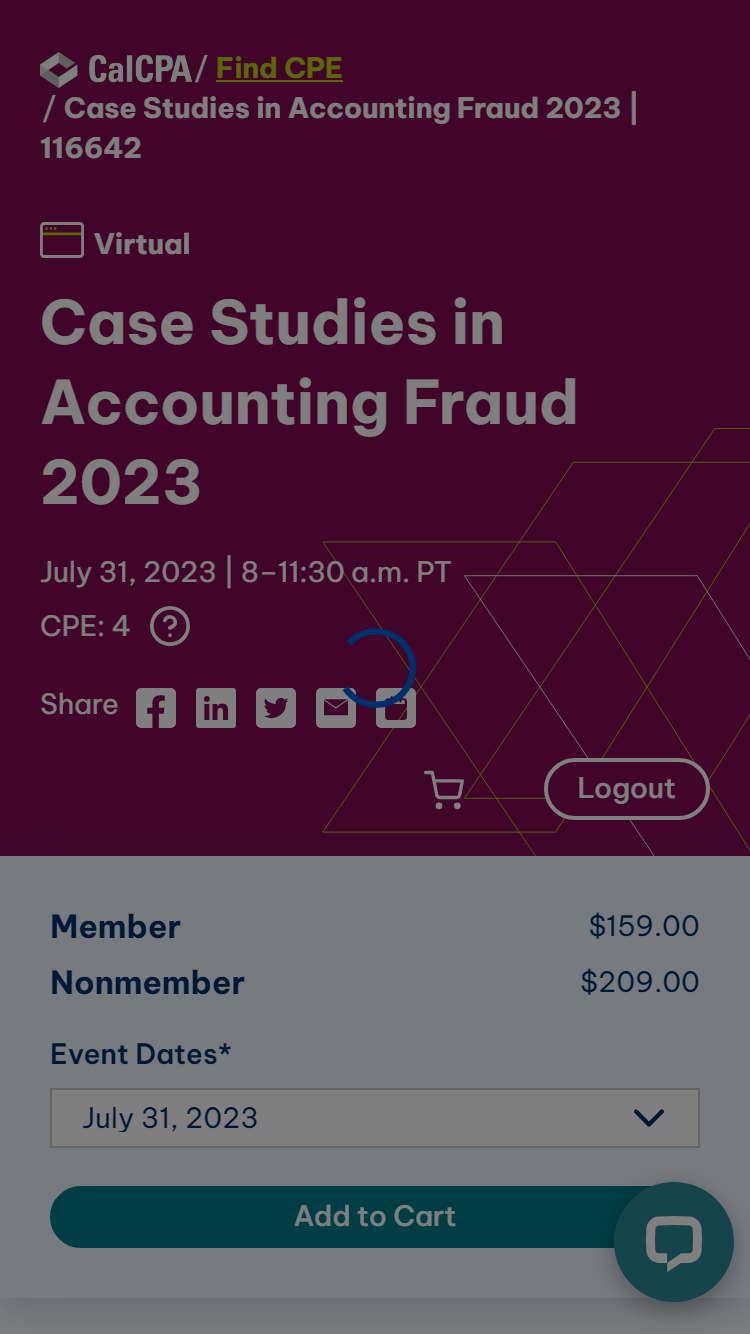 CalCPA / Find CPE
/ Case Studies in Accounting Fraud 2023 |
116642
Virtual
Case Studies in
Accounting Fraud
2023
July 31, 2023 | 8–11:30 a.m. PT
CPE: 4 ?
Share
Logout
Member $159.00
Nonmember $209.00
Event Dates*
July 31, 2023
Add to Cart